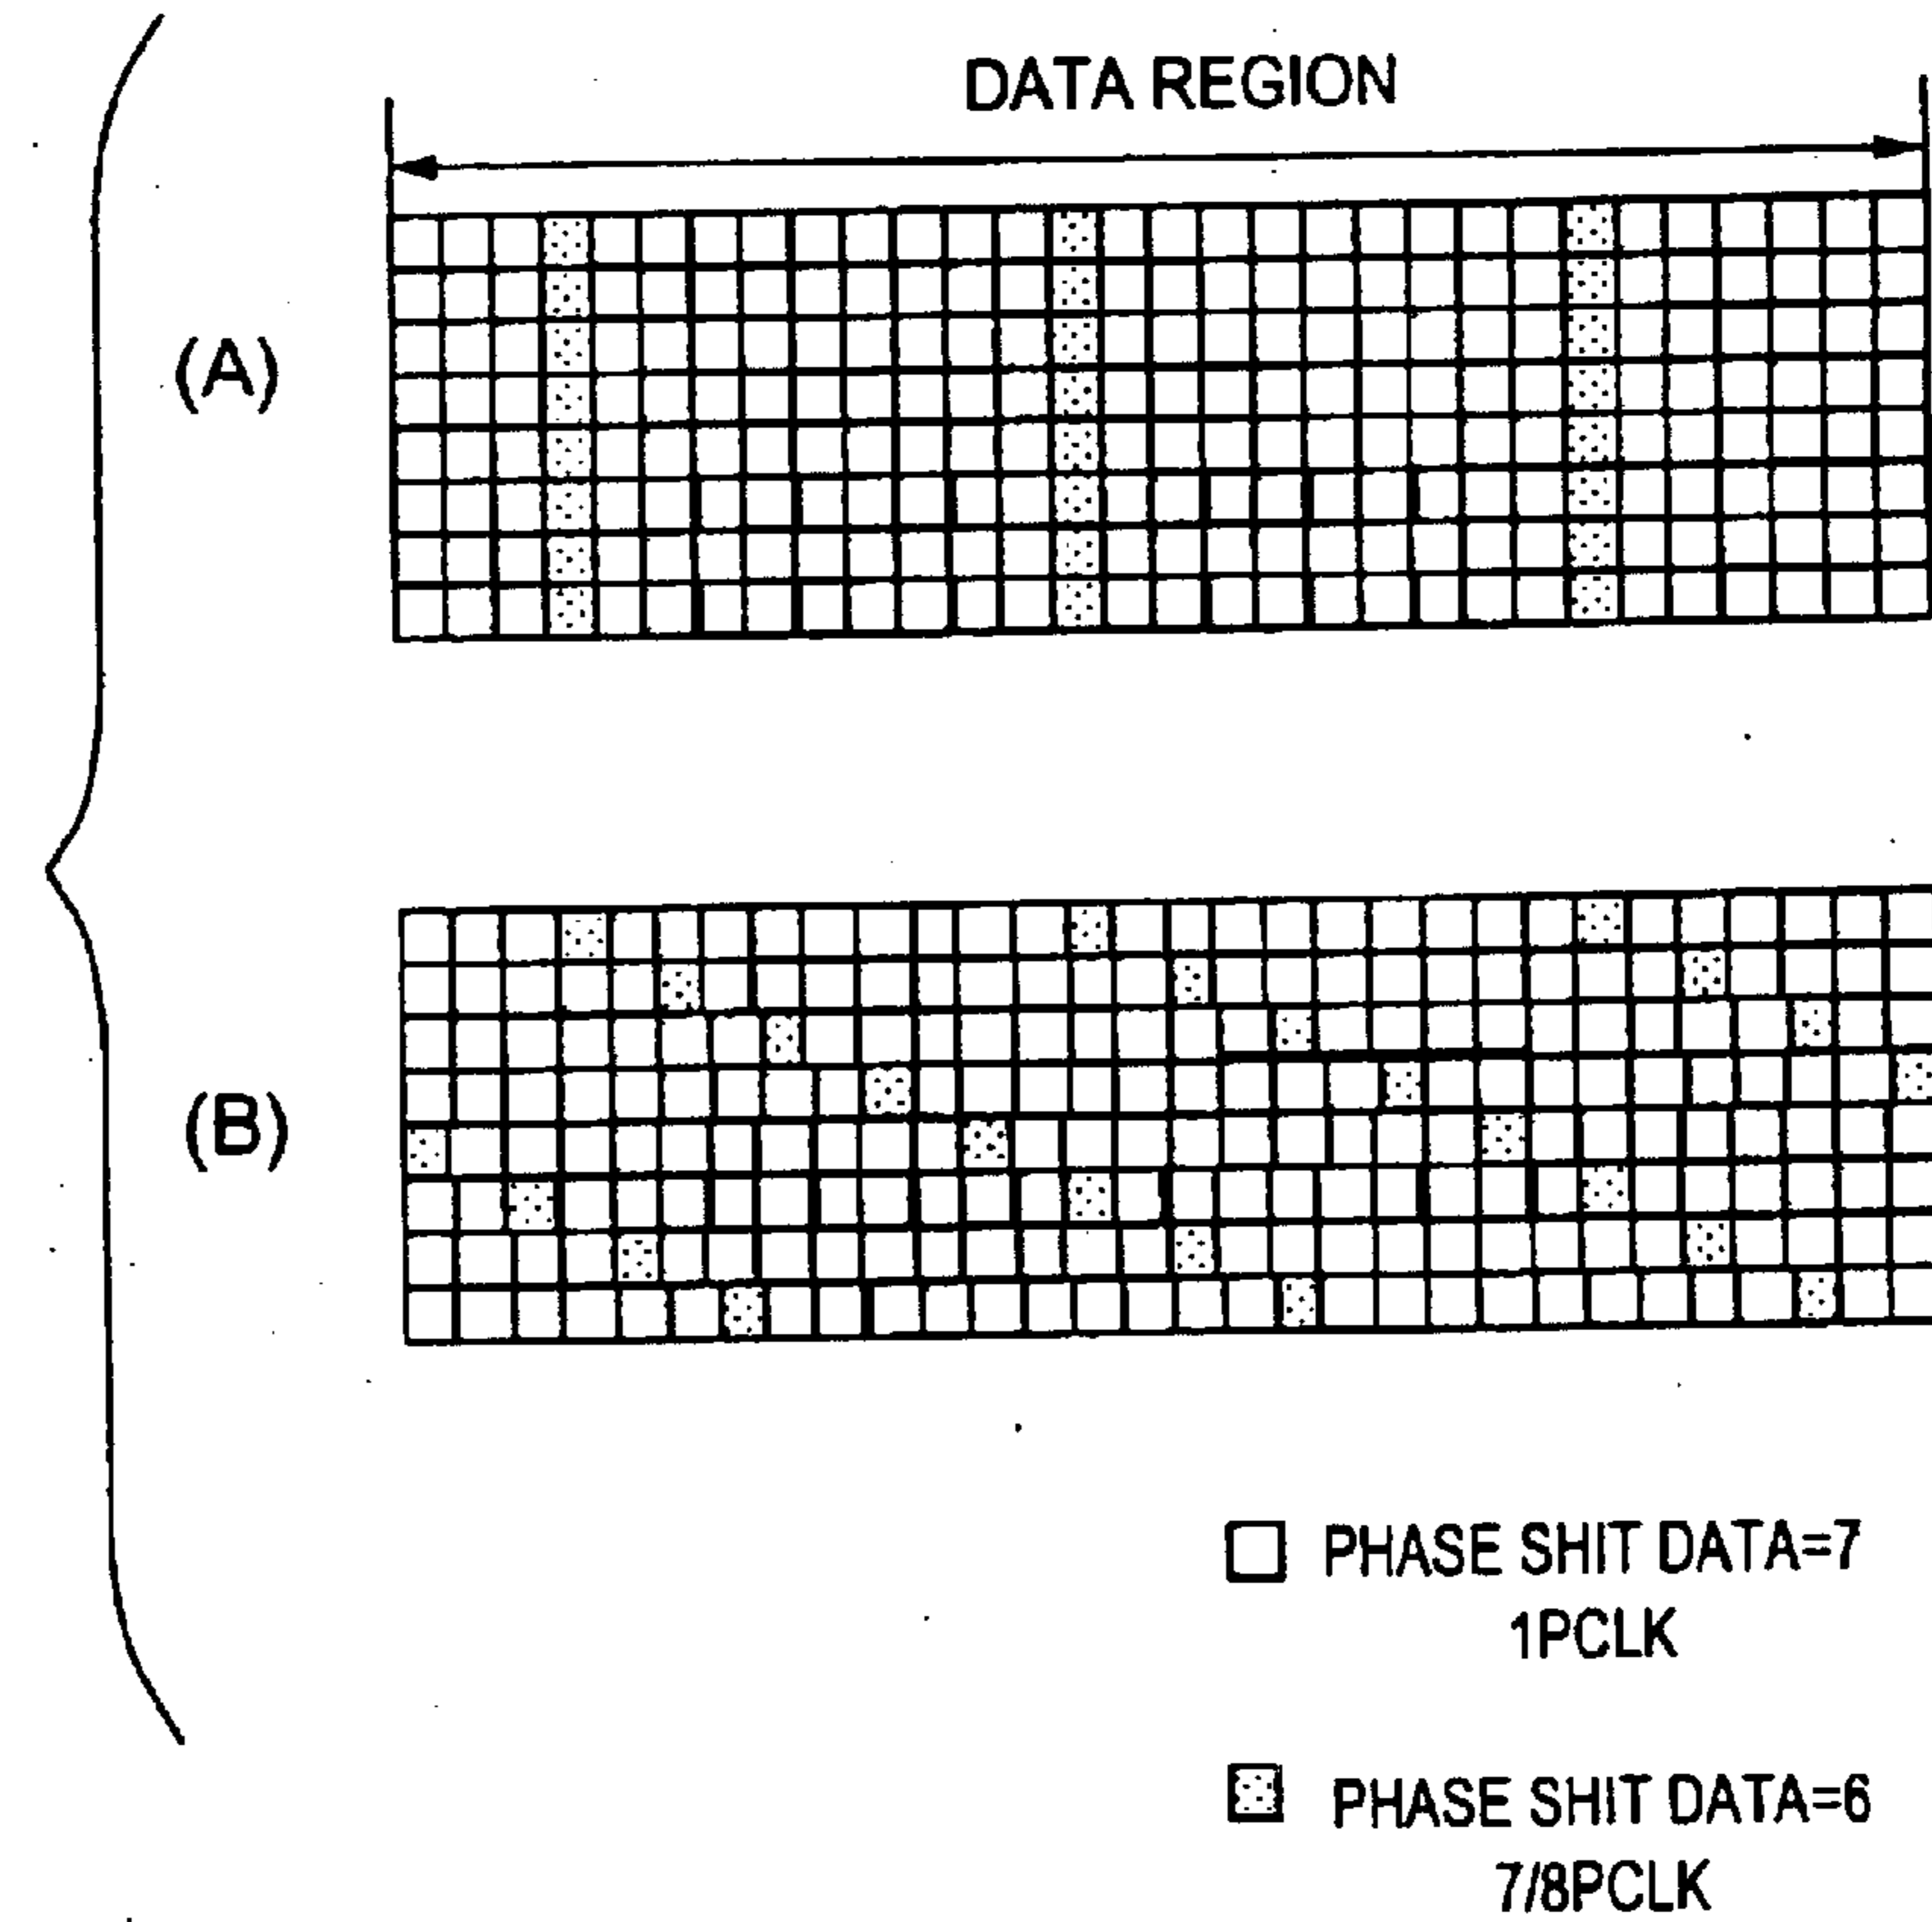 DATA REGION
(A)
(B)
PHASE SHIT DATA=7
1PCLK
PHASE SHIT DATA=6
7/8PCLK